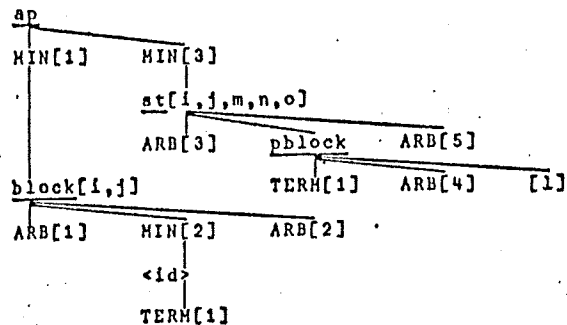 ap
MIN[1] MIN[3]
st[i,j,m,n,o]
ARB[3] pblock ARB[5]
block[i,j] TERM[1] ARB[4] [l]
ARB[1] MIN[2] ARB[2]
<id>
TERM[1]